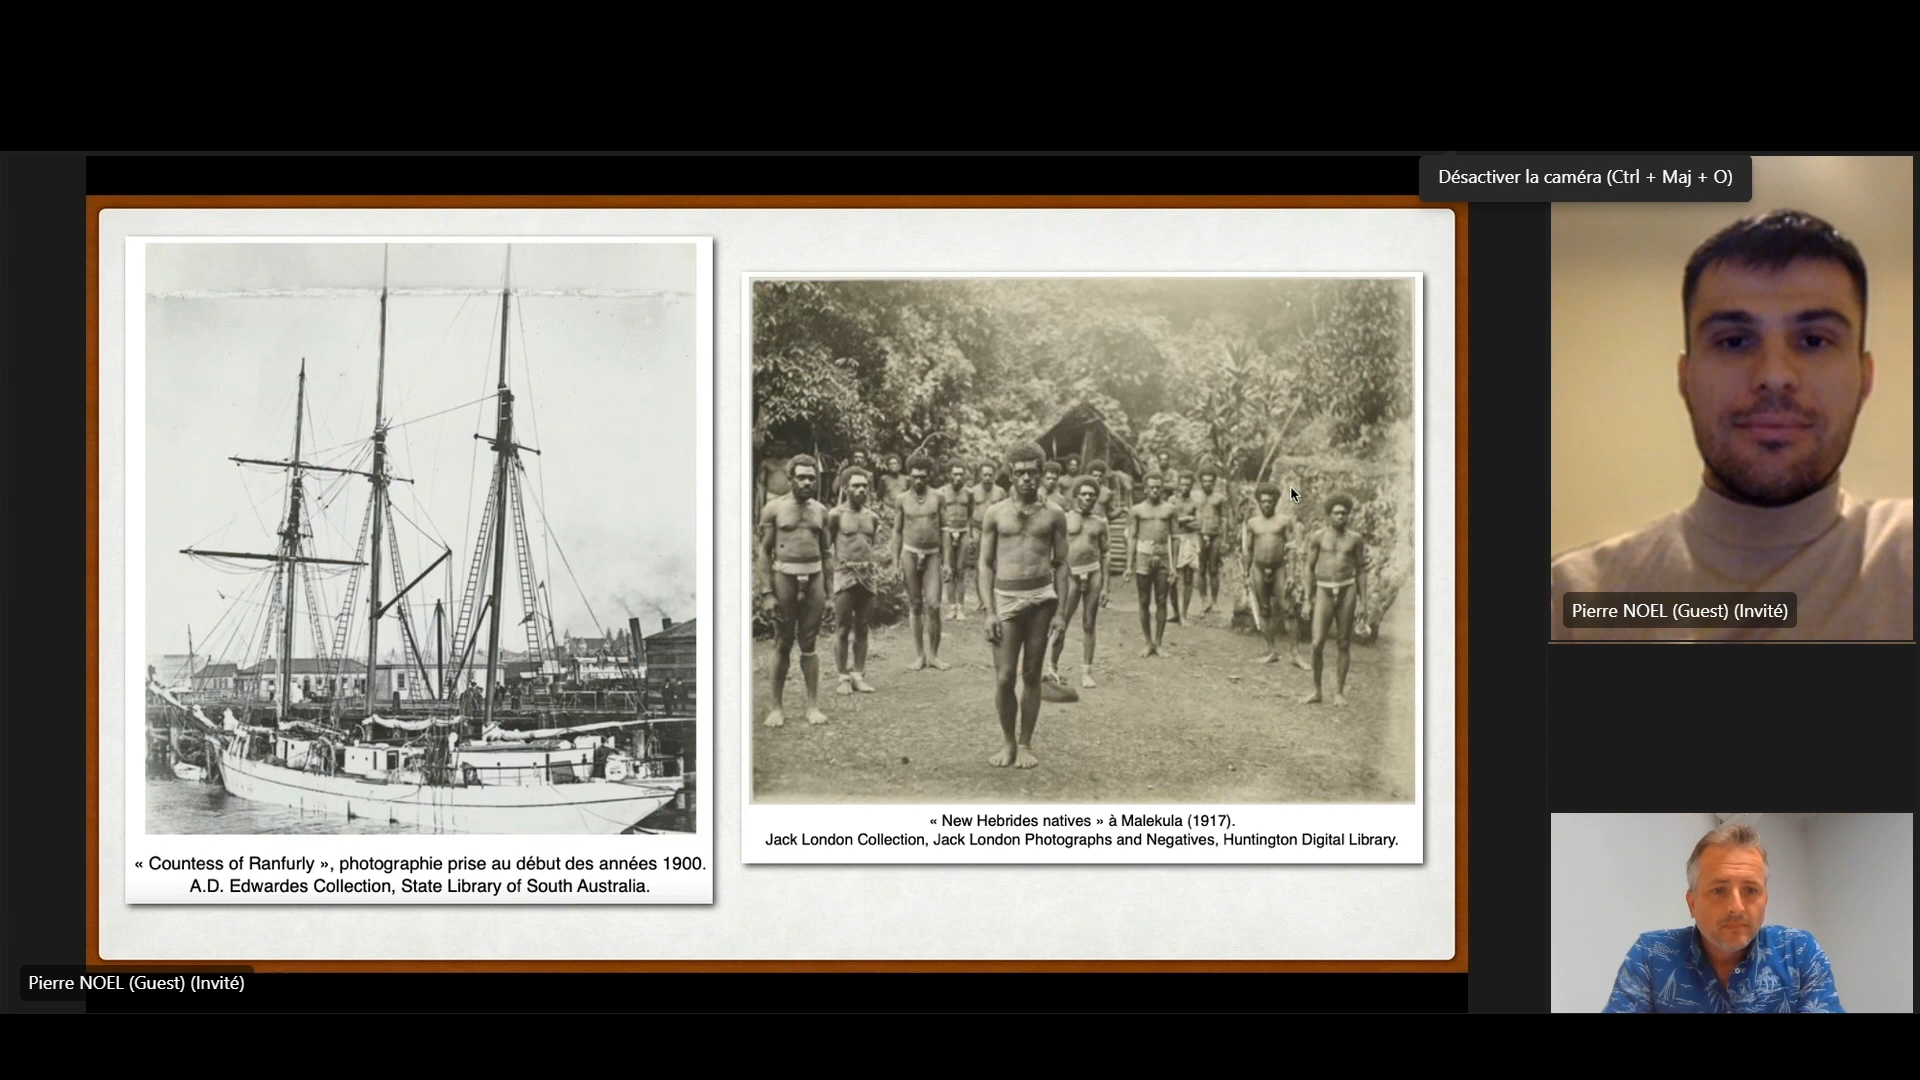 Désactiver la caméra (Ctrl + Maj + O)
« Countess of Ranfurly », photographie prise au début des années 1900.
A.D. Edwardes Collection, State Library of South Australia.
« New Hebrides natives » à Malekula (1917).
Jack London Collection, Jack London Photographs and Negatives, Huntington Digital Library.
Pierre NOEL (Guest) (Invité)
Pierre NOEL (Guest) (Invité)